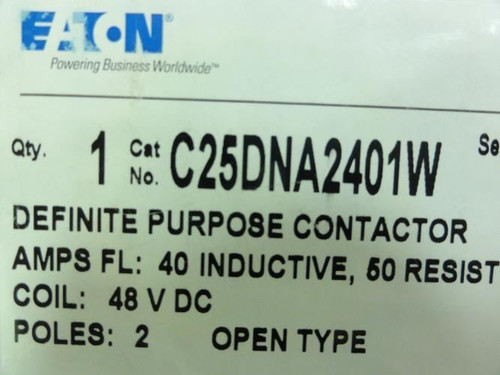 EATON®
Powering Business Worldwide™
Qty. 1 Cat No. C25DNA2401W Se
DEFINITE PURPOSE CONTACTOR
AMPS FL: 40 INDUCTIVE, 50 RESIST
COIL: 48 V DC
POLES: 2 OPEN TYPE